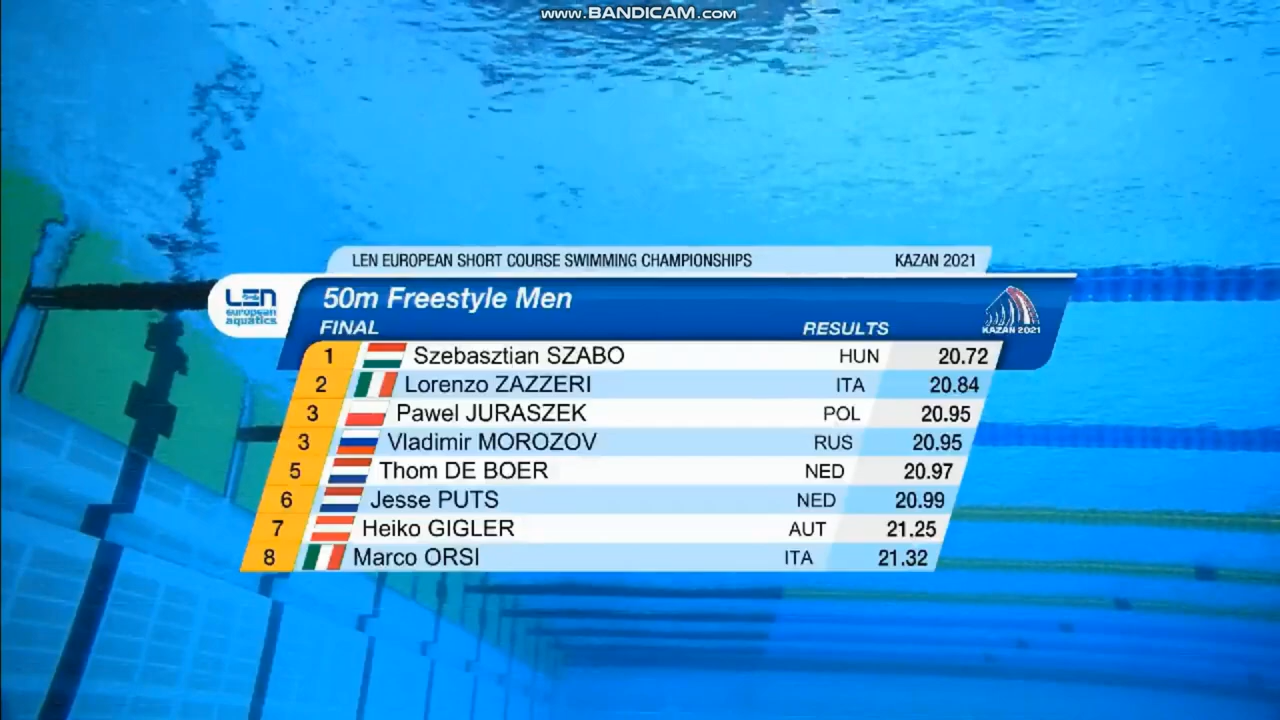 www.BANDICAM.com
LEN EUROPEAN SHORT COURSE SWIMMING CHAMPIONSHIPS KAZAN 2021
LEN
european
aquatics
50m Freestyle Men
KAZAN 2021
FINAL RESULTS
1 Szebasztian SZABO HUN 20.72
2 Lorenzo ZAZZERI ITA 20.84
3 Pawel JURASZEK POL 20.95
3 Vladimir MOROZOV RUS 20.95
5 Thom DE BOER NED 20.97
6 Jesse PUTS NED 20.99
7 Heiko GIGLER AUT 21.25
8 Marco ORSI ITA 21.32